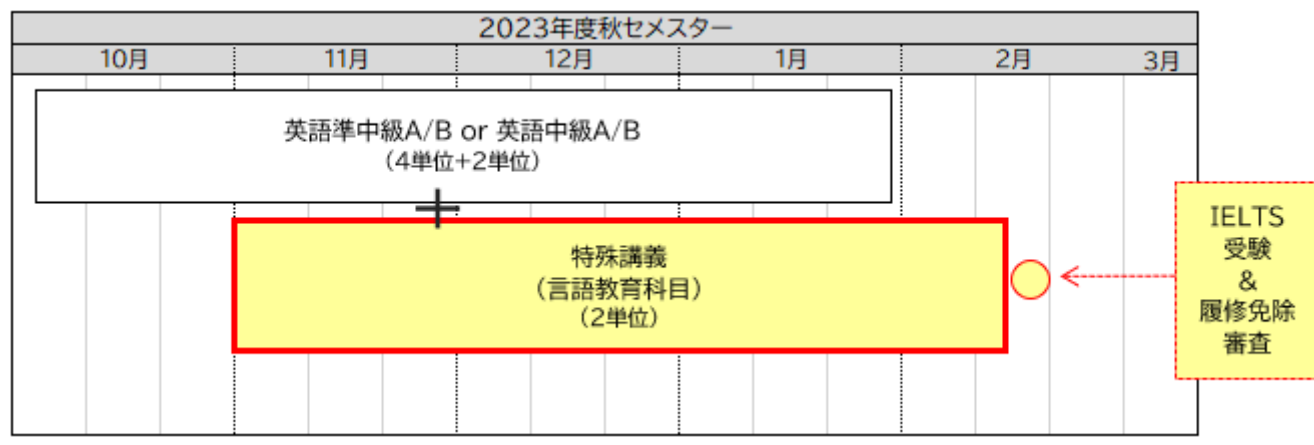 2023年度秋セメスター
10月 11月 12月 1月 2月 3月
英語準中級A/B or 英語中級A/B
（4単位+2単位）
+
特殊講義
（言語教育科目）
（2単位）
IELTS
受験
&
履修免除
審査